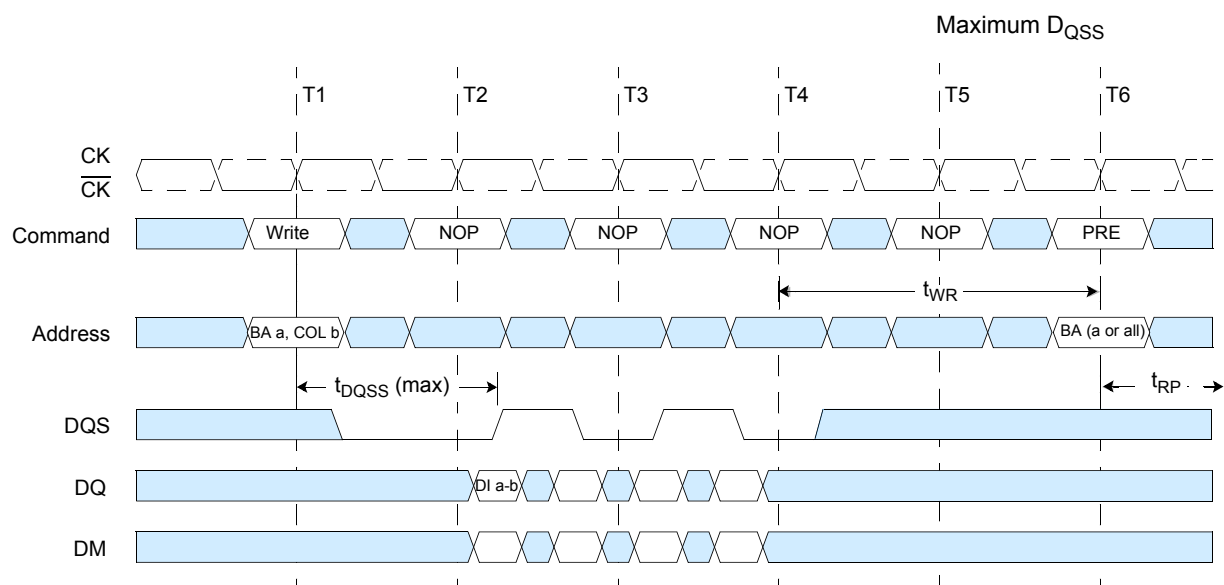 Maximum DQSS
T1 T2 T3 T4 T5 T6
CK
CK
Command Write NOP NOP NOP NOP PRE
tWR
Address BA a, COL b BA (a or all)
tDQSS (max) tRP
DQS
DQ DI a-b
DM